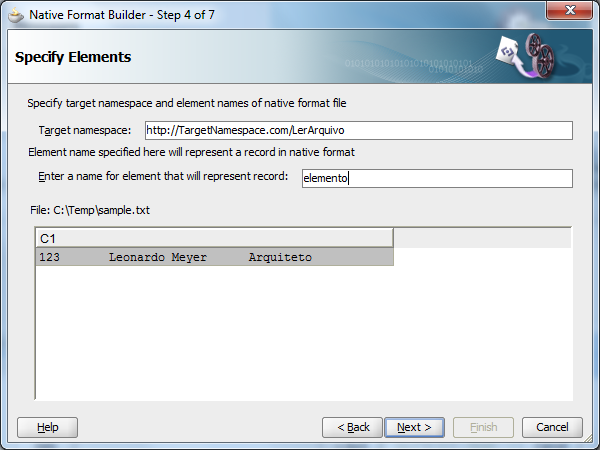 Native Format Builder - Step 4 of 7
Specify Elements
Specify target namespace and element names of native format file
Target namespace: http://TargetNamespace.com/LerArquivo
Element name specified here will represent a record in native format
Enter a name for element that will represent record: elemento
File: C:\Temp\sample.txt
C1
123 Leonardo Meyer Arquiteto
Help < Back Next > Finish Cancel